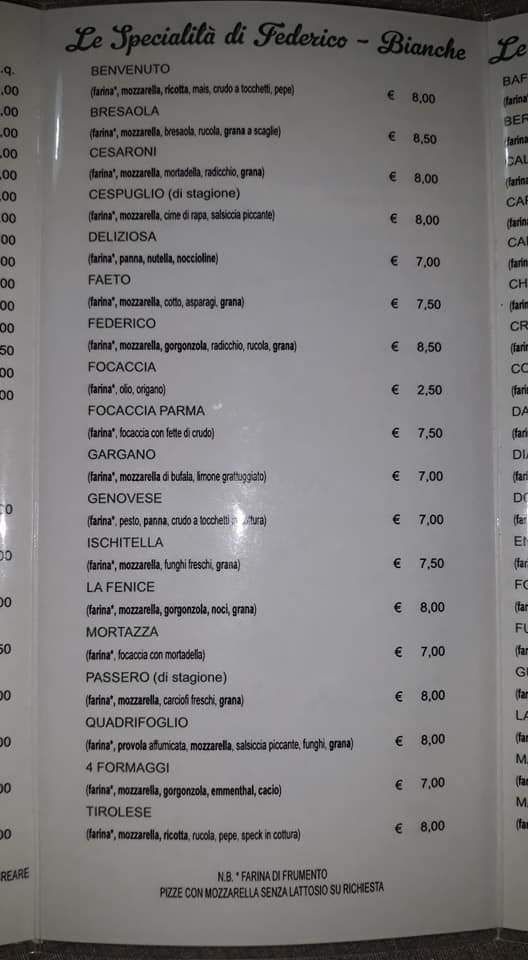 Le Specialità di Federico - Bianche
BENVENUTO
(farina*, mozzarella, ricotta, mais, crudo a tocchetti, pepe) € 8,00
BRESAOLA
(farina*, mozzarella, bresaola, rucola, grana a scaglie) € 8,50
CESARONI
(farina*, mozzarella, mortadella, radicchio, grana) € 8,00
CESPUGLIO (di stagione)
(farina*, mozzarella, cime di rapa, salsiccia piccante) € 8,00
DELIZIOSA
(farina*, panna, nutella, noccioline) € 7,00
FAETO
(farina*, mozzarella, cotto, asparagi, grana) € 7,50
FEDERICO
(farina*, mozzarella, gorgonzola, radicchio, rucola, grana) € 8,50
FOCACCIA
(farina*, olio, origano) € 2,50
FOCACCIA PARMA
(farina*, focaccia con fette di crudo) € 7,50
GARGANO
(farina*, mozzarella di bufala, limone grattuggiato) € 7,00
GENOVESE
(farina*, pesto, panna, crudo a tocchetti cottura) € 7,00
ISCHITELLA
(farina*, mozzarella, funghi freschi, grana) € 7,50
LA FENICE
(farina*, mozzarella, gorgonzola, noci, grana) € 8,00
MORTAZZA
(farina*, focaccia con mortadella) € 7,00
PASSERO (di stagione)
(farina*, mozzarella, carciofi freschi, grana) € 8,00
QUADRIFOGLIO
(farina*, provola affumicata, mozzarella, salsiccia piccante, funghi, grana) € 8,00
4 FORMAGGI
(farina*, mozzarella, gorgonzola, emmenthal, cacio) € 7,00
TIROLESE
(farina*, mozzarella, ricotta, rucola, pepe, speck in cottura) € 8,00
N.B. * FARINA DI FRUMENTO
PIZZE CON MOZZARELLA SENZA LATTOSIO SU RICHIESTA
Le